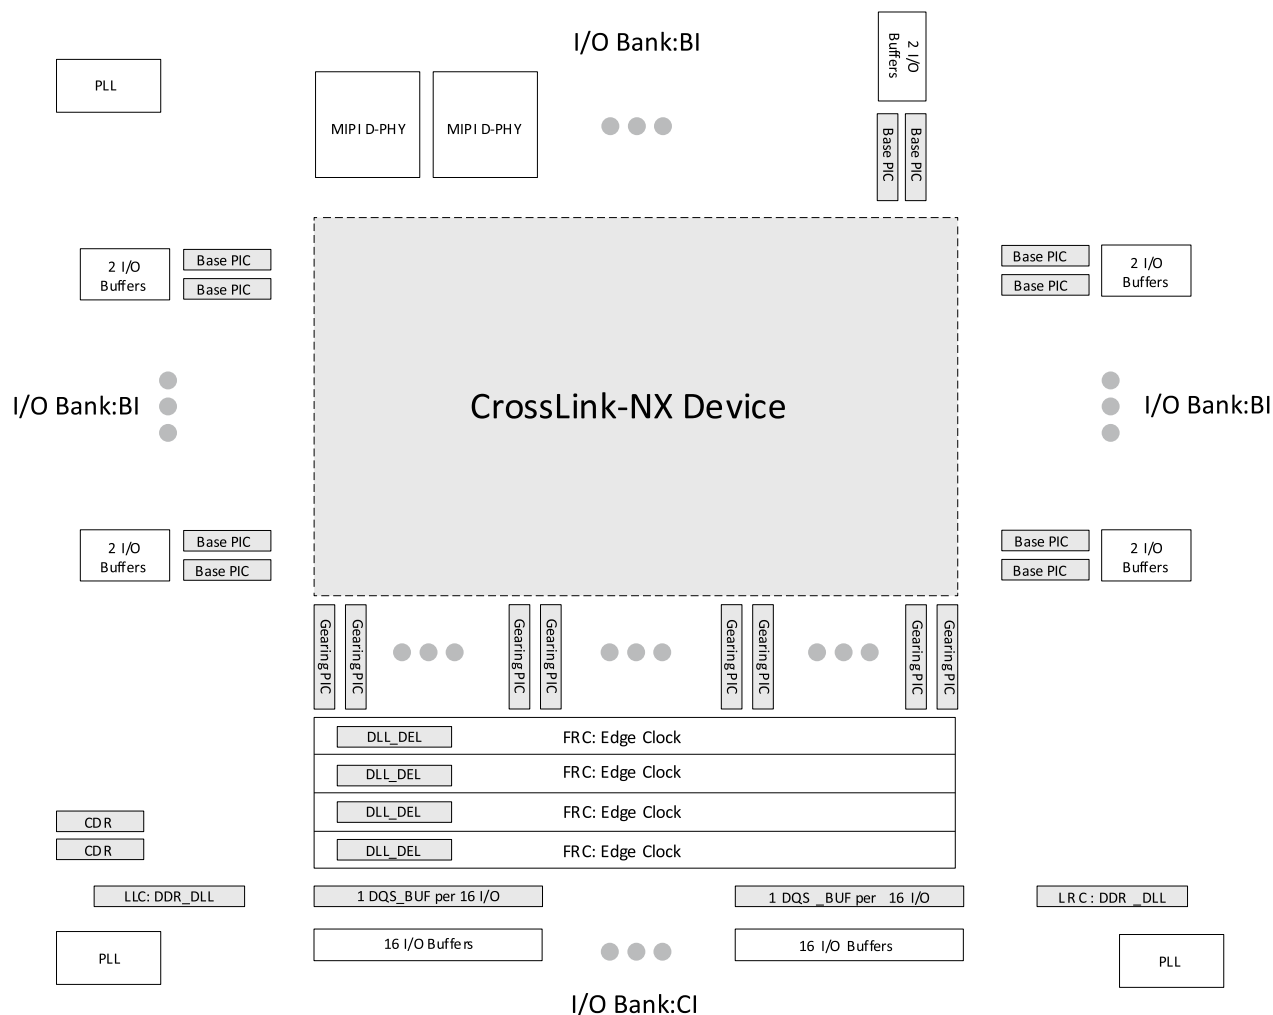 I/O Bank:BI
2 I/O
Buffers
PLL
MIPI D-PHY
MIPI D-PHY
Base PIC
Base PIC
2 I/O
Buffers
Base PIC
Base PIC
Base PIC
Base PIC
2 I/O
Buffers
I/O Bank:BI
CrossLink-NX Device
I/O Bank:BI
2 I/O
Buffers
Base PIC
Base PIC
Base PIC
Base PIC
2 I/O
Buffers
Gearing PIC
Gearing PIC
Gearing PIC
Gearing PIC
Gearing PIC
Gearing PIC
Gearing PIC
Gearing PIC
DLL_DEL
FRC: Edge Clock
DLL_DEL
FRC: Edge Clock
DLL_DEL
FRC: Edge Clock
DLL_DEL
FRC: Edge Clock
CDR
CDR
LLC: DDR_DLL
1 DQS_BUF per 16 I/O
1 DQS _BUF per 16 I/O
LRC : DDR _DLL
PLL
16 I/O Buffers
16 I/O Buffers
PLL
I/O Bank:CI